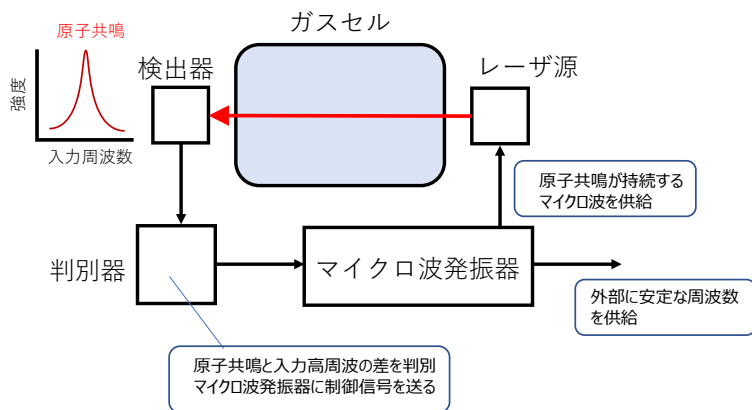 ガスセル
原子共鳴
検出器
レーザ源
強度
入力周波数
原子共鳴が持続する
マイクロ波を供給
判別器
マイクロ波発振器
外部に安定な周波数
を供給
原子共鳴と入力高周波の差を判別
マイクロ波発振器に制御信号を送る